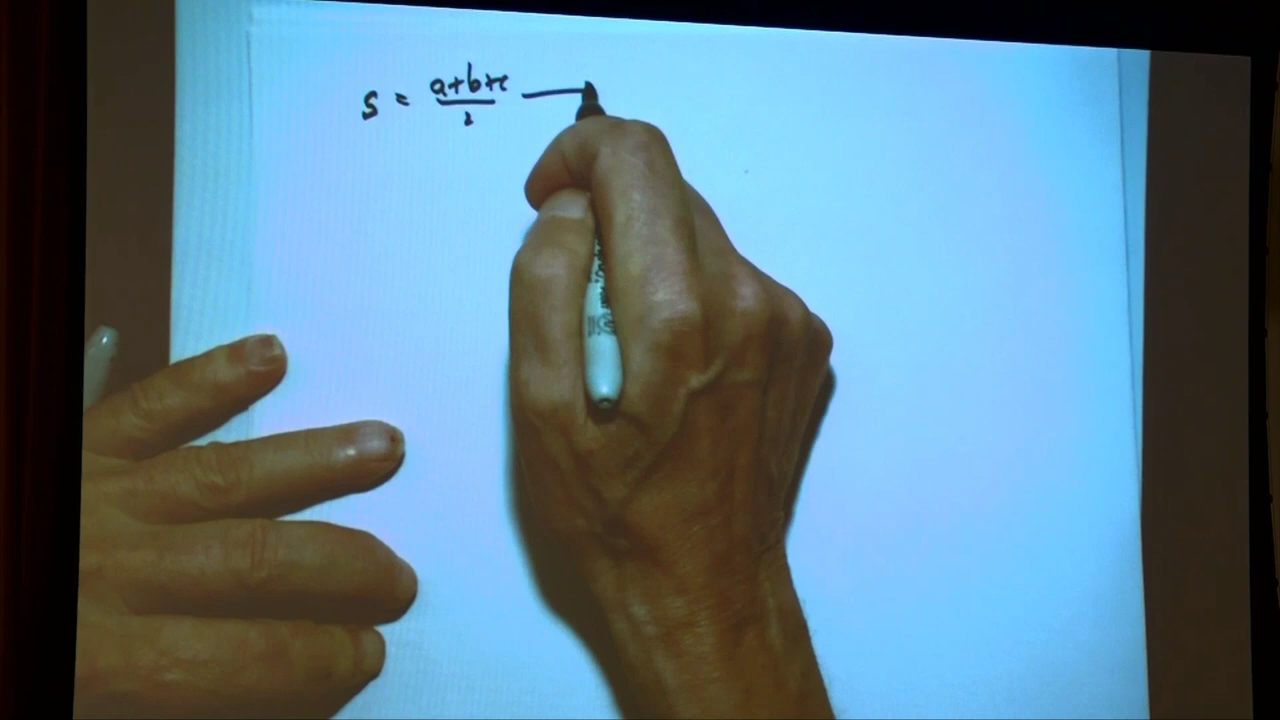 S = a+b+c/2 —